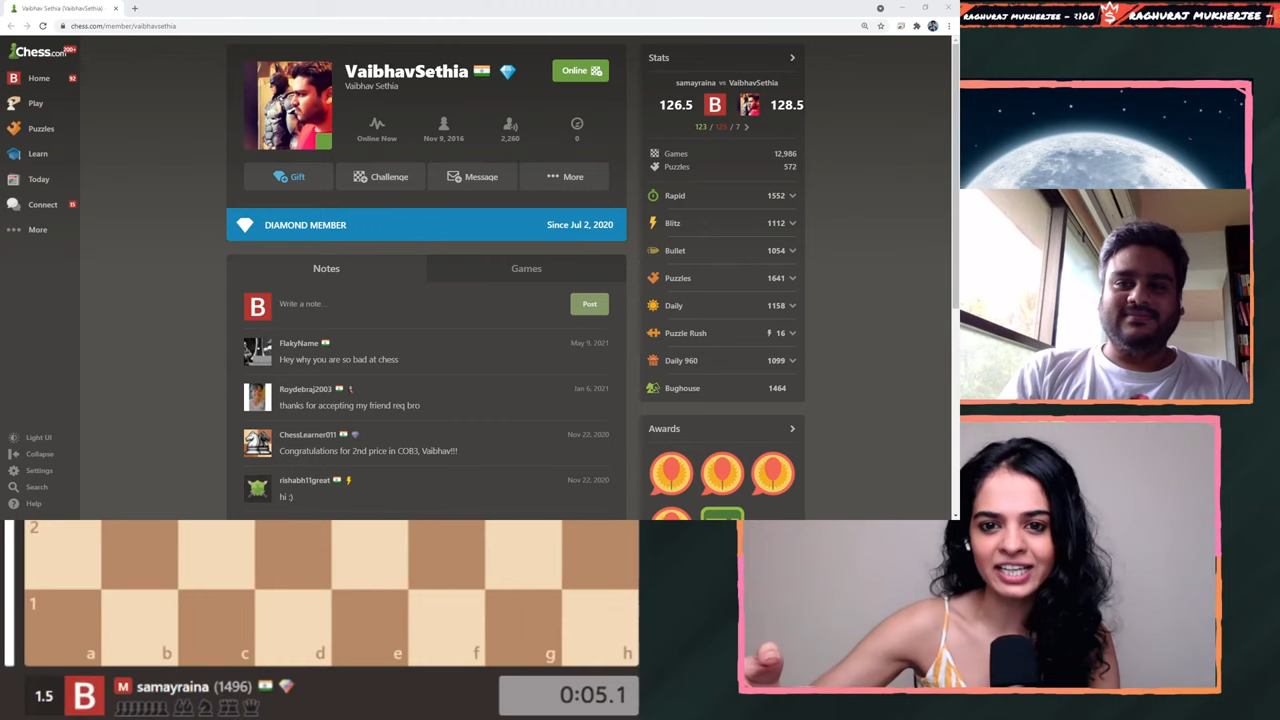 Vaibhav Sethia (VaibhavSethia) -
chess.com/member/vaibhavsethia
RAGHURAJ MUKHERJEE - ₹100
RAGHURAJ MUKHERJEE -
Chess.com
200+
Home
92
Play
Puzzles
Learn
Today
Connect
15
More
Light UI
Collapse
Settings
Search
Help
VaibhavSethia
Vaibhav Sethia
Online
Online Now
Nov 9, 2016
2,260
0
Gift
Challenge
Message
More
DIAMOND MEMBER
Since Jul 2, 2020
Notes
Games
B
Write a note...
Post
FlakyName
May 9, 2021
Hey why you are so bad at chess
Roydebraj2003
Jan 6, 2021
thanks for accepting my friend req bro
ChessLearner011
Nov 22, 2020
Congratulations for 2nd price in COB3, Vaibhav!!!
rishabh11great
Nov 22, 2020
hi :)
Stats
samayraina vs VaibhavSethia
126.5
B
128.5
123 / 125 / 7
Games
12,986
Puzzles
572
Rapid
1552
Blitz
1112
Bullet
1054
Puzzles
1641
Daily
1158
Puzzle Rush
16
Daily 960
1099
Bughouse
1464
Awards
2
1
a b c d e f g h
1.5
B
M samayraina (1496)
0:05.1